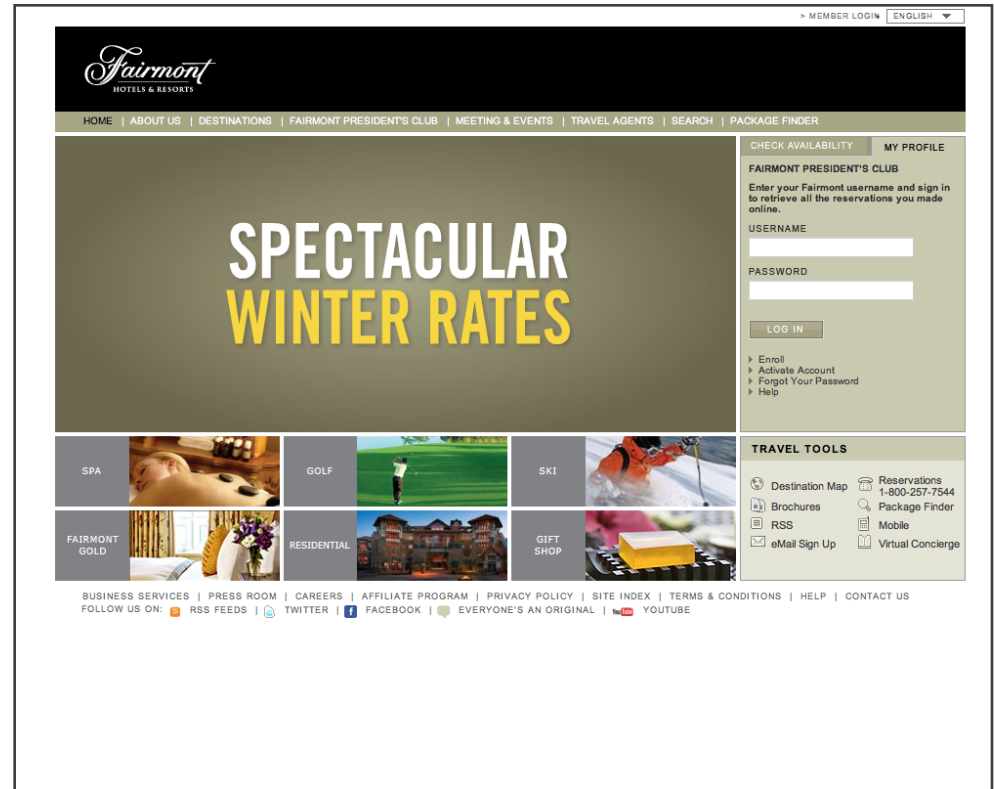 > MEMBER LOGIN
ENGLISH
Fairmont
HOTELS & RESORTS
HOME | ABOUT US | DESTINATIONS | FAIRMONT PRESIDENT'S CLUB | MEETING & EVENTS | TRAVEL AGENTS | SEARCH | PACKAGE FINDER
SPECTACULAR
WINTER RATES
CHECK AVAILABILITY
MY PROFILE
FAIRMONT PRESIDENT'S CLUB
Enter your Fairmont username and sign in
to retrieve all the reservations you made
online.
USERNAME
PASSWORD
LOG IN
Enroll
Activate Account
Forgot Your Password
Help
SPA
GOLF
SKI
FAIRMONT
GOLD
RESIDENTIAL
GIFT
SHOP
TRAVEL TOOLS
Destination Map
Reservations
1-800-257-7544
Brochures
Package Finder
RSS
Mobile
eMail Sign Up
Virtual Concierge
BUSINESS SERVICES | PRESS ROOM | CAREERS | AFFILIATE PROGRAM | PRIVACY POLICY | SITE INDEX | TERMS & CONDITIONS | HELP | CONTACT US
FOLLOW US ON: RSS FEEDS | TWITTER | FACEBOOK | EVERYONE'S AN ORIGINAL | YOUTUBE